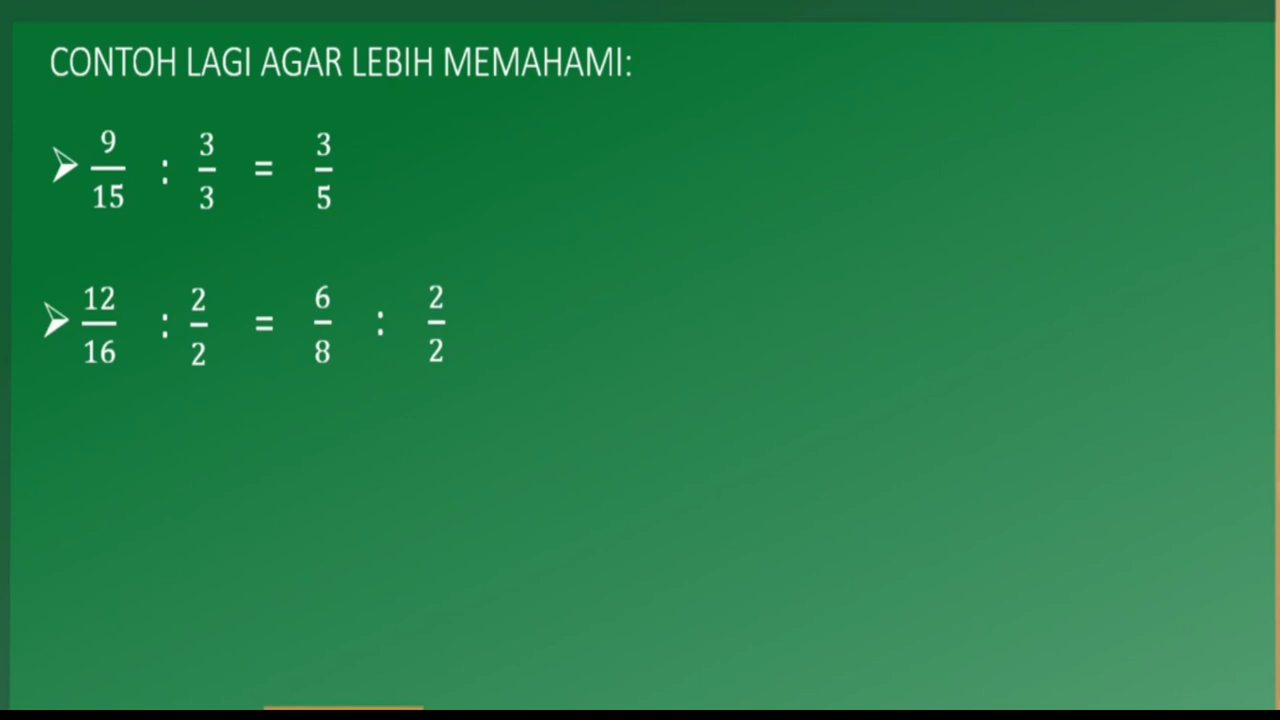 CONTOH LAGI AGAR LEBIH MEMAHAMI:
➢ 9/15 : 3/3 = 3/5
➢ 12/16 : 2/2 = 6/8 : 2/2